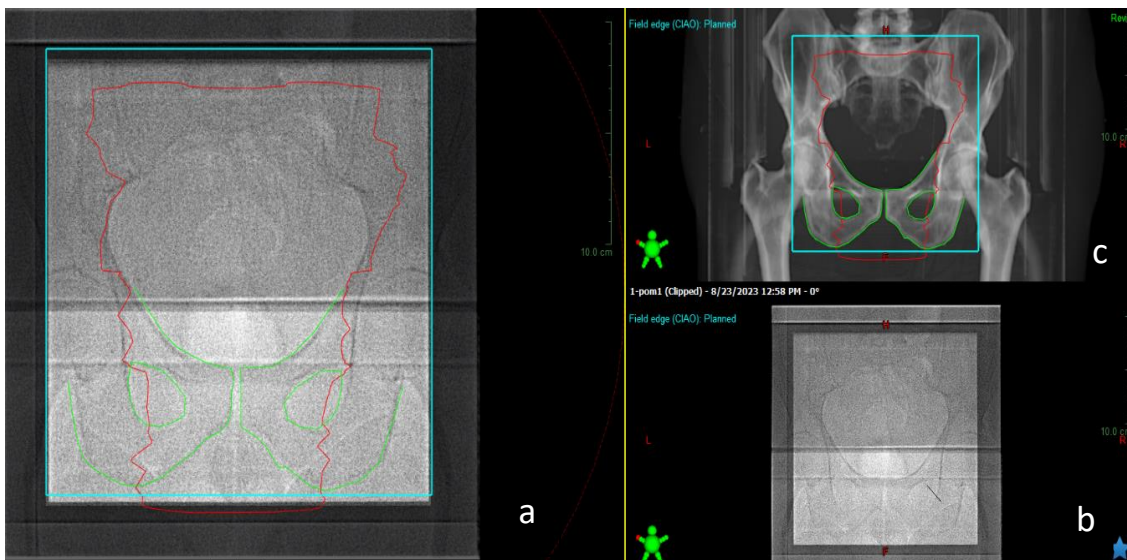 10.0 cm
a
Field edge (CIAO): Planned
H
Rev
L
10.0 cm
R
F
c
1-pom1 (Clipped) - 8/23/2023 12:58 PM - 0°
Field edge (CIAO): Planned
H
L
10.0 cm
R
F
b